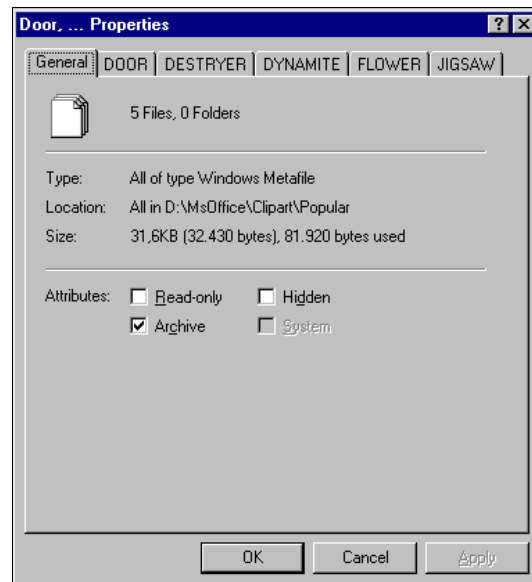 Door, ... Properties
General DOOR DESTRYER DYNAMITE FLOWER JIGSAW
5 Files, 0 Folders
Type: All of type Windows Metafile
Location: All in D:\MsOffice\Clipart\Popular
Size: 31,6KB (32.430 bytes), 81.920 bytes used
Attributes: Read-only Hidden
Archive System
OK Cancel Apply